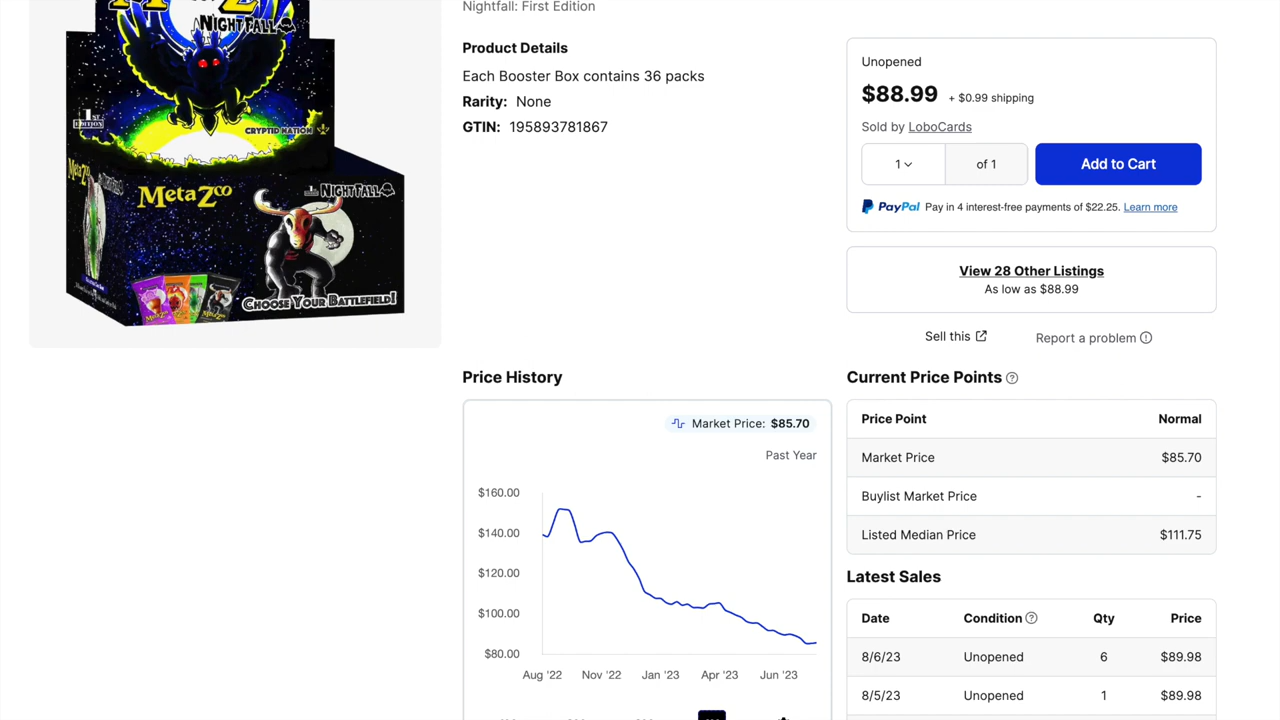 NIGHTFALL
1ST
EDITION
CRYPTID NATION
MetaZoo
NIGHTFALL
CHOOSE YOUR BATTLEFIELD!
Nightfall: First Edition
Product Details
Each Booster Box contains 36 packs
Rarity: None
GTIN: 195893781867
Unopened
$88.99 + $0.99 shipping
Sold by LoboCards
1 of 1 Add to Cart
PayPal Pay in 4 interest-free payments of $22.25. Learn more
View 28 Other Listings
As low as $88.99
Sell this Report a problem
Price History
Market Price: $85.70
Past Year
$160.00
$140.00
$120.00
$100.00
$80.00
Aug '22 Nov '22 Jan '23 Apr '23 Jun '23
Current Price Points
Price Point Normal
Market Price $85.70
Buylist Market Price -
Listed Median Price $111.75
Latest Sales
Date Condition Qty Price
8/6/23 Unopened 6 $89.98
8/5/23 Unopened 1 $89.98